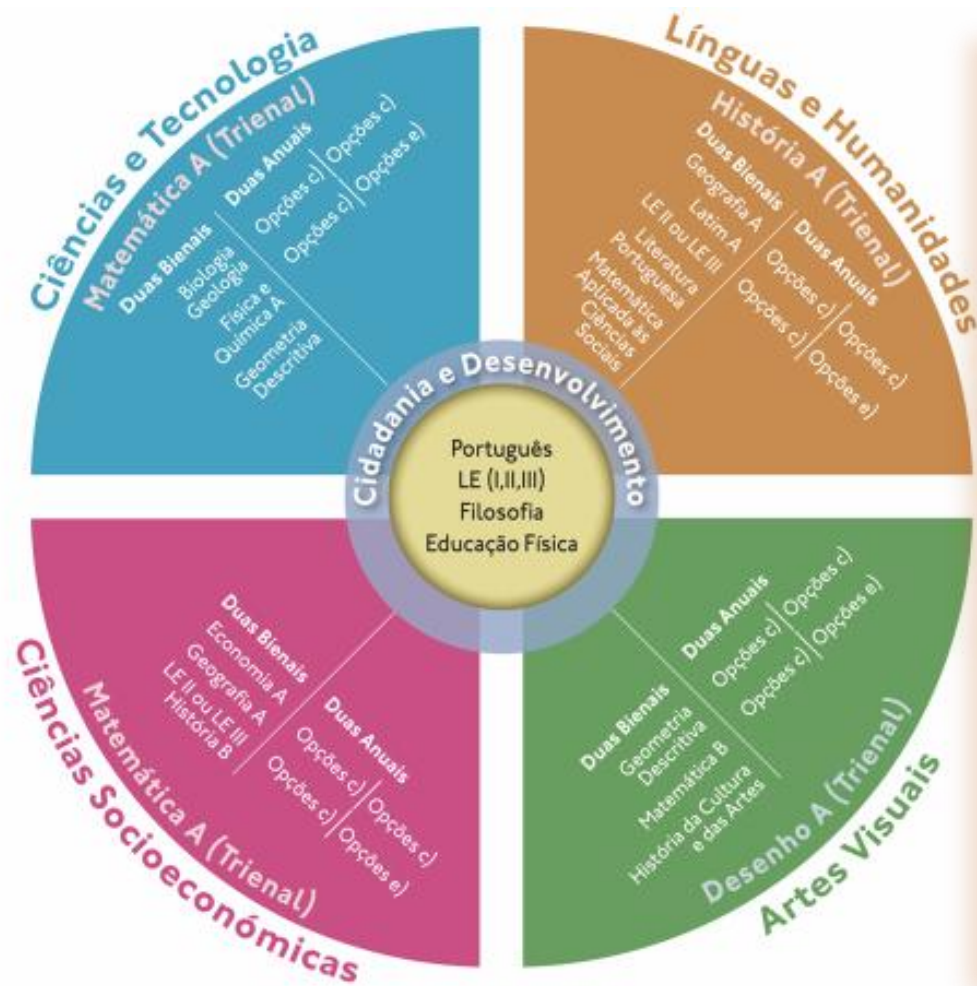 Ciências e Tecnologia
Matemática A (Trienal)
Duas Bienais
Biologia
Geologia
Física e
Química A
Geometria
Descritiva
Duas Anuais
Opções c)
Opções c)
Opções c)
Opções e)
Línguas e Humanidades
História A (Trienal)
Duas Bienais
Geografia A
Latim A
LE II ou LE III
Literatura
Portuguesa
Matemática
Aplicada às
Ciências
Sociais
Duas Anuais
Opções c)
Opções c)
Opções c)
Opções e)
Cidadania e Desenvolvimento
Português
LE (I,II,III)
Filosofia
Educação Física
Ciências Socioeconómicas
Matemática A (Trienal)
Duas Bienais
Economia A
Geografia A
LE II ou LE III
História B
Duas Anuais
Opções c)
Opções c)
Opções c)
Opções e)
Artes Visuais
Desenho A (Trienal)
Duas Bienais
Geometria
Descritiva
Matemática B
História da Cultura
e das Artes
Duas Anuais
Opções c)
Opções c)
Opções c)
Opções e)